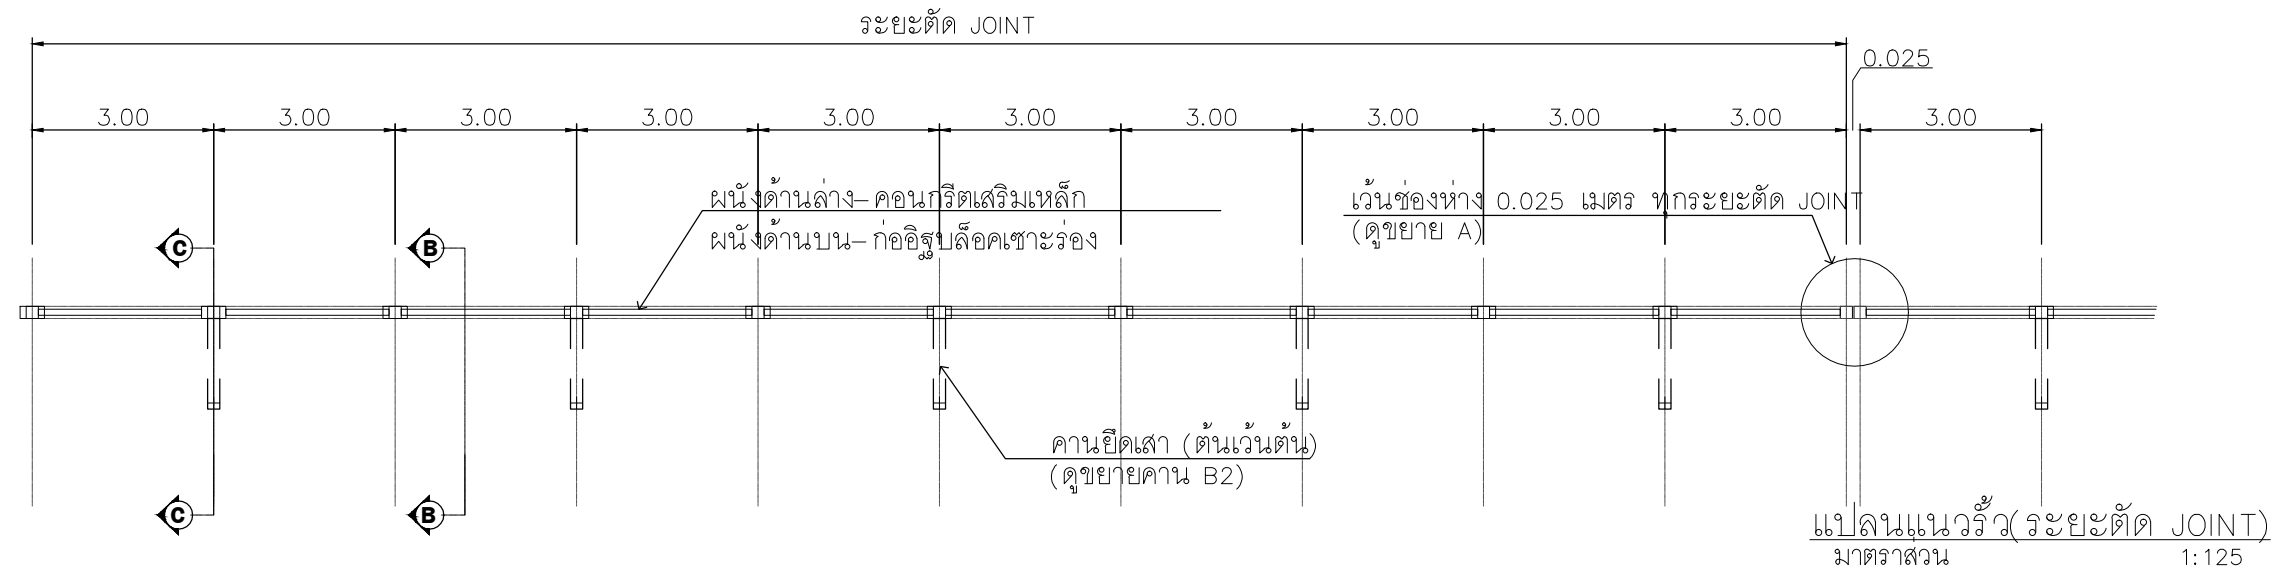 ระยะตัด JOINT
0.025
3.00 3.00 3.00 3.00 3.00 3.00 3.00 3.00 3.00 3.00 3.00
ผนังด้านล่าง-คอนกรีตเสริมเหล็ก
ผนังด้านบน-ก่ออิฐบล็อคเซาะร่อง
เว้นช่องห่าง 0.025 เมตร ทุกระยะตัด JOINT
(ดูขยาย A)
C B
คานยึดเสา (ต้นเว้นต้น)
(ดูขยายคาน B2)
C B
แปลนแนวรั้ว(ระยะตัด JOINT)
มาตราส่วน 1:125